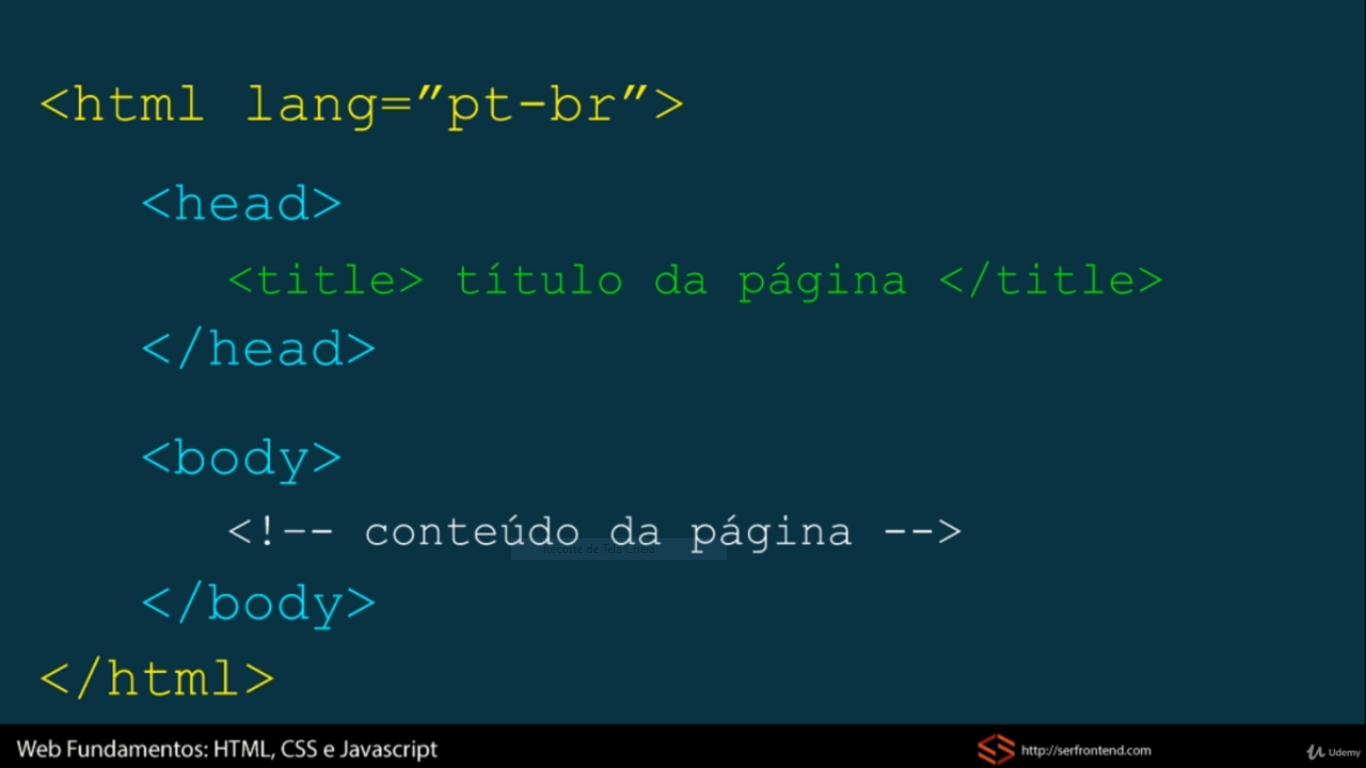 <html lang=”pt-br”>
<head>
<title> título da página </title>
</head>
<body>
<!-- conteúdo da página -->
Recorte de Tela Cheia
</body>
</html>
Web Fundamentos: HTML, CSS e Javascript
http://serfrontend.com
Udemy